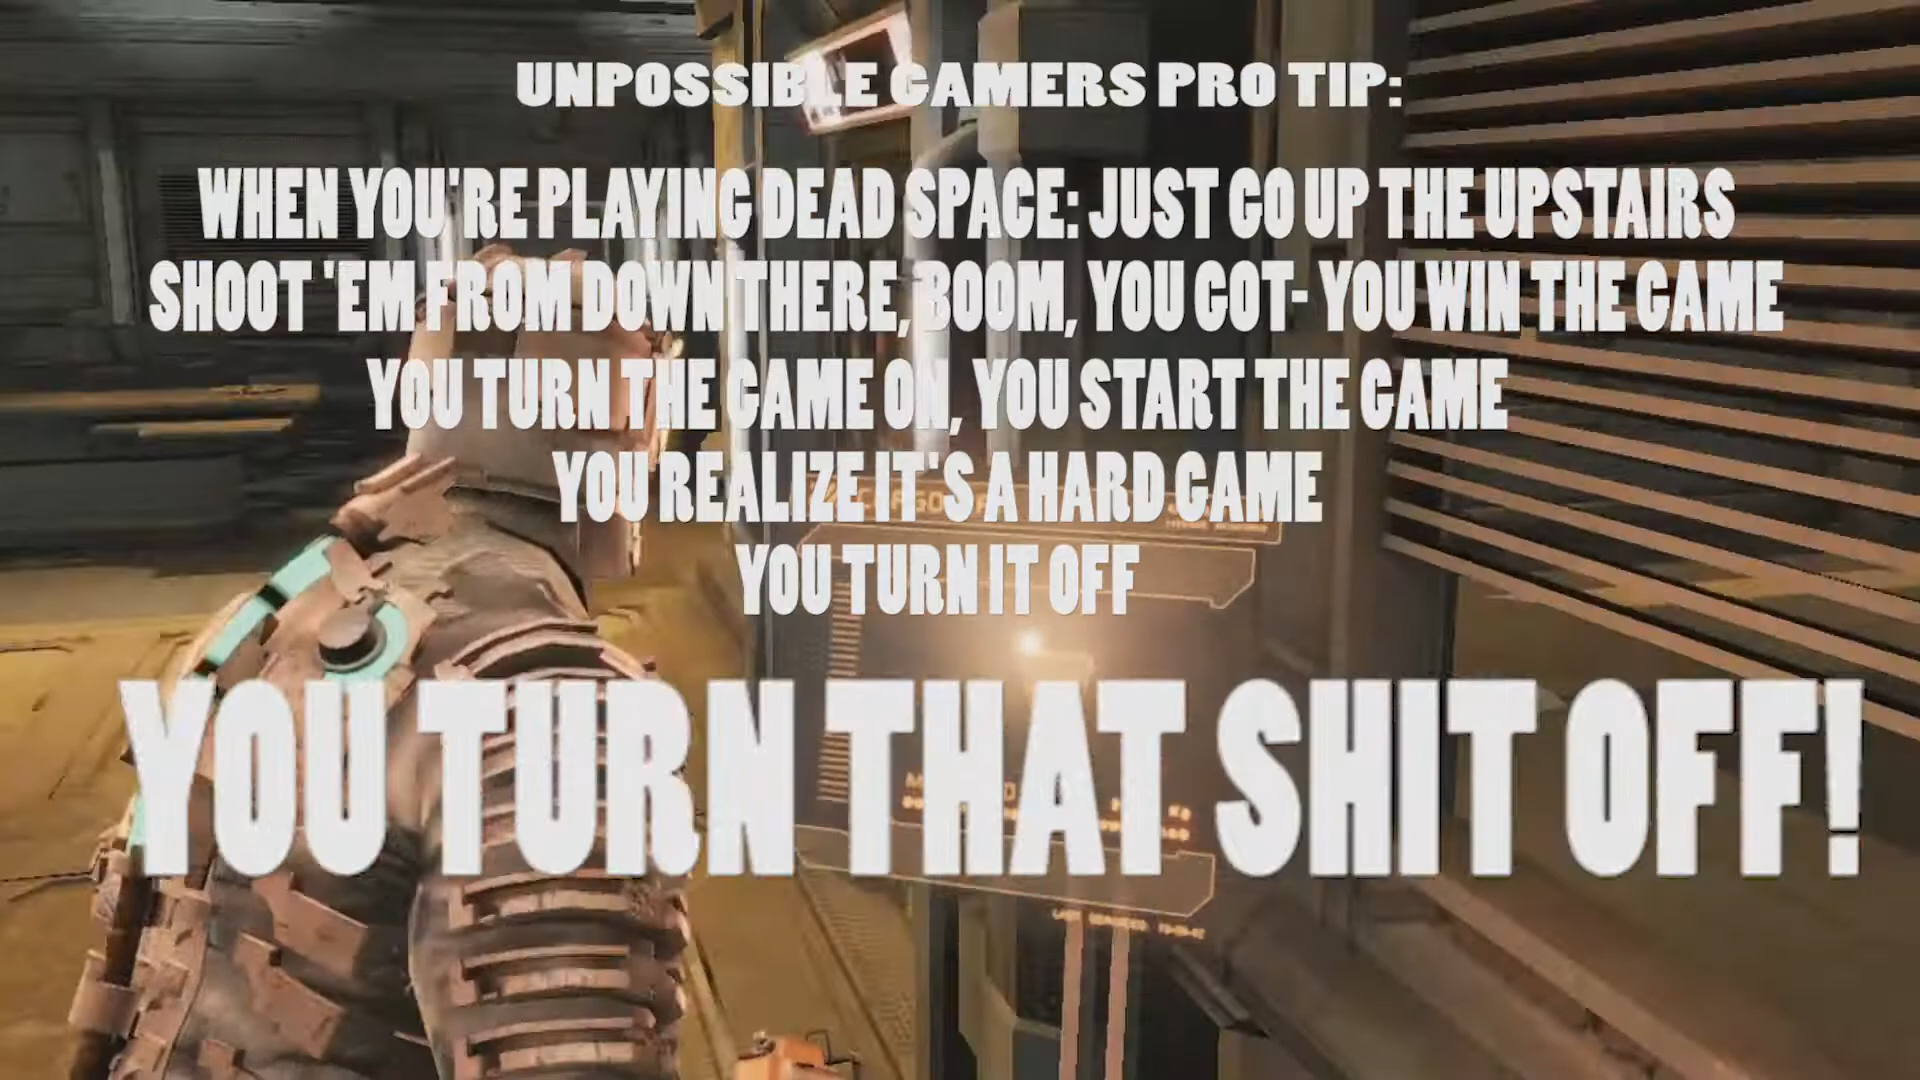 UNPOSSIBLE GAMERS PRO TIP:
WHEN YOU'RE PLAYING DEAD SPACE: JUST GO UP THE UPSTAIRS
SHOOT 'EM FROM DOWN THERE, BOOM, YOU GOT- YOU WIN THE GAME
YOU TURN THE GAME ON, YOU START THE GAME
YOU REALIZE IT'S A HARD GAME
YOU TURN IT OFF
YOU TURN THAT SHIT OFF!